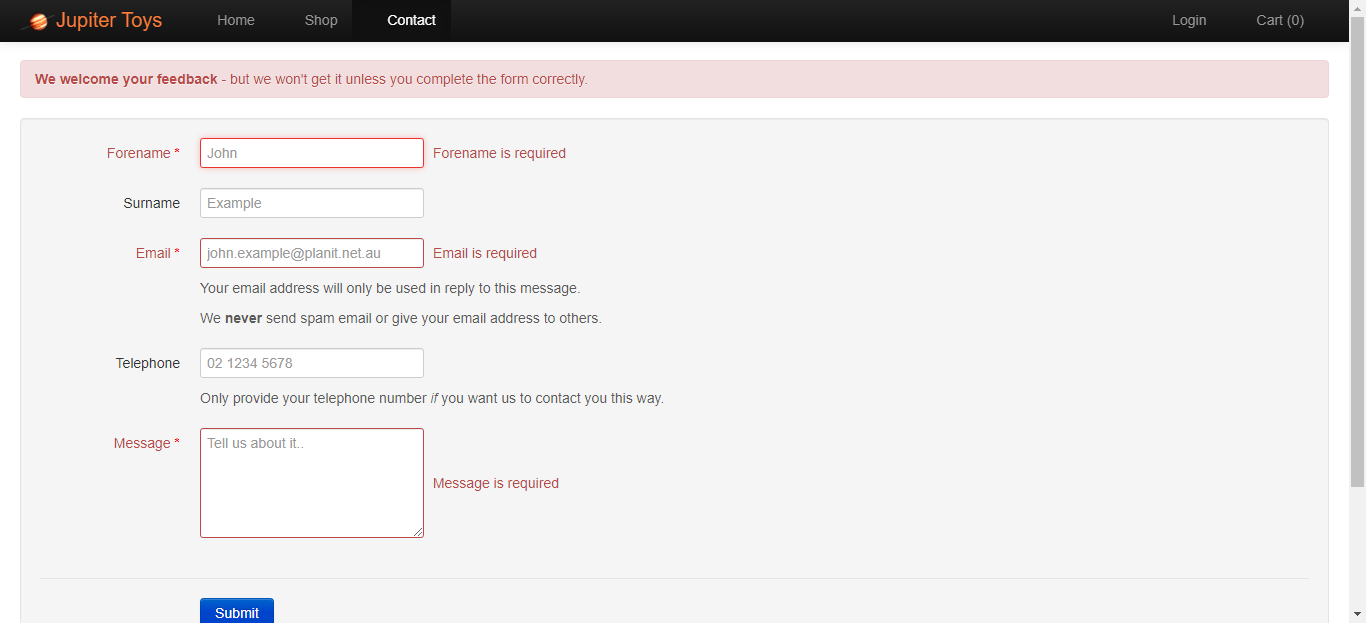 Jupiter Toys Home Shop Contact Login Cart (0)
We welcome your feedback - but we won't get it unless you complete the form correctly.
Forename * John Forename is required
Surname Example
Email * john.example@planit.net.au Email is required
Your email address will only be used in reply to this message.
We never send spam email or give your email address to others.
Telephone 02 1234 5678
Only provide your telephone number if you want us to contact you this way.
Message * Tell us about it..
Message is required
Submit